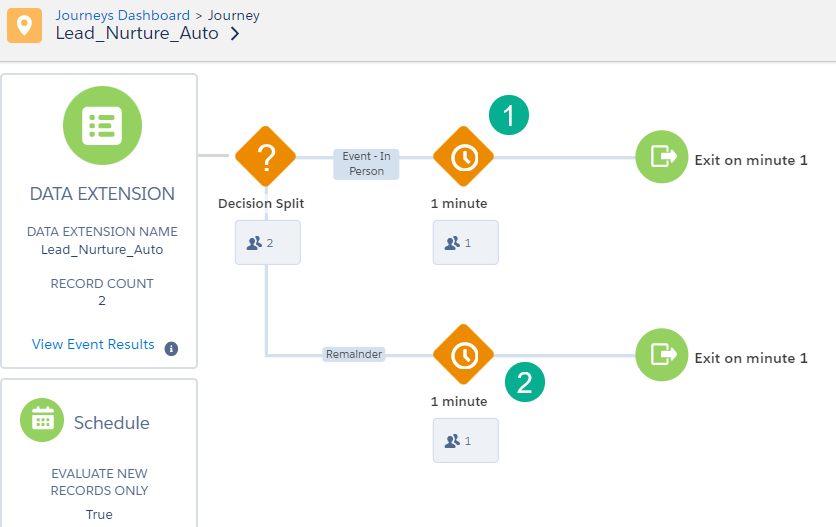 Journeys Dashboard > Journey
Lead_Nurture_Auto >
DATA EXTENSION
DATA EXTENSION NAME
Lead_Nurture_Auto
RECORD COUNT
2
View Event Results i
Schedule
EVALUATE NEW
RECORDS ONLY
True
?
Decision Split
2
Event - In
Person
1
1 minute
1
Exit on minute 1
Remainder
2
1 minute
1
Exit on minute 1